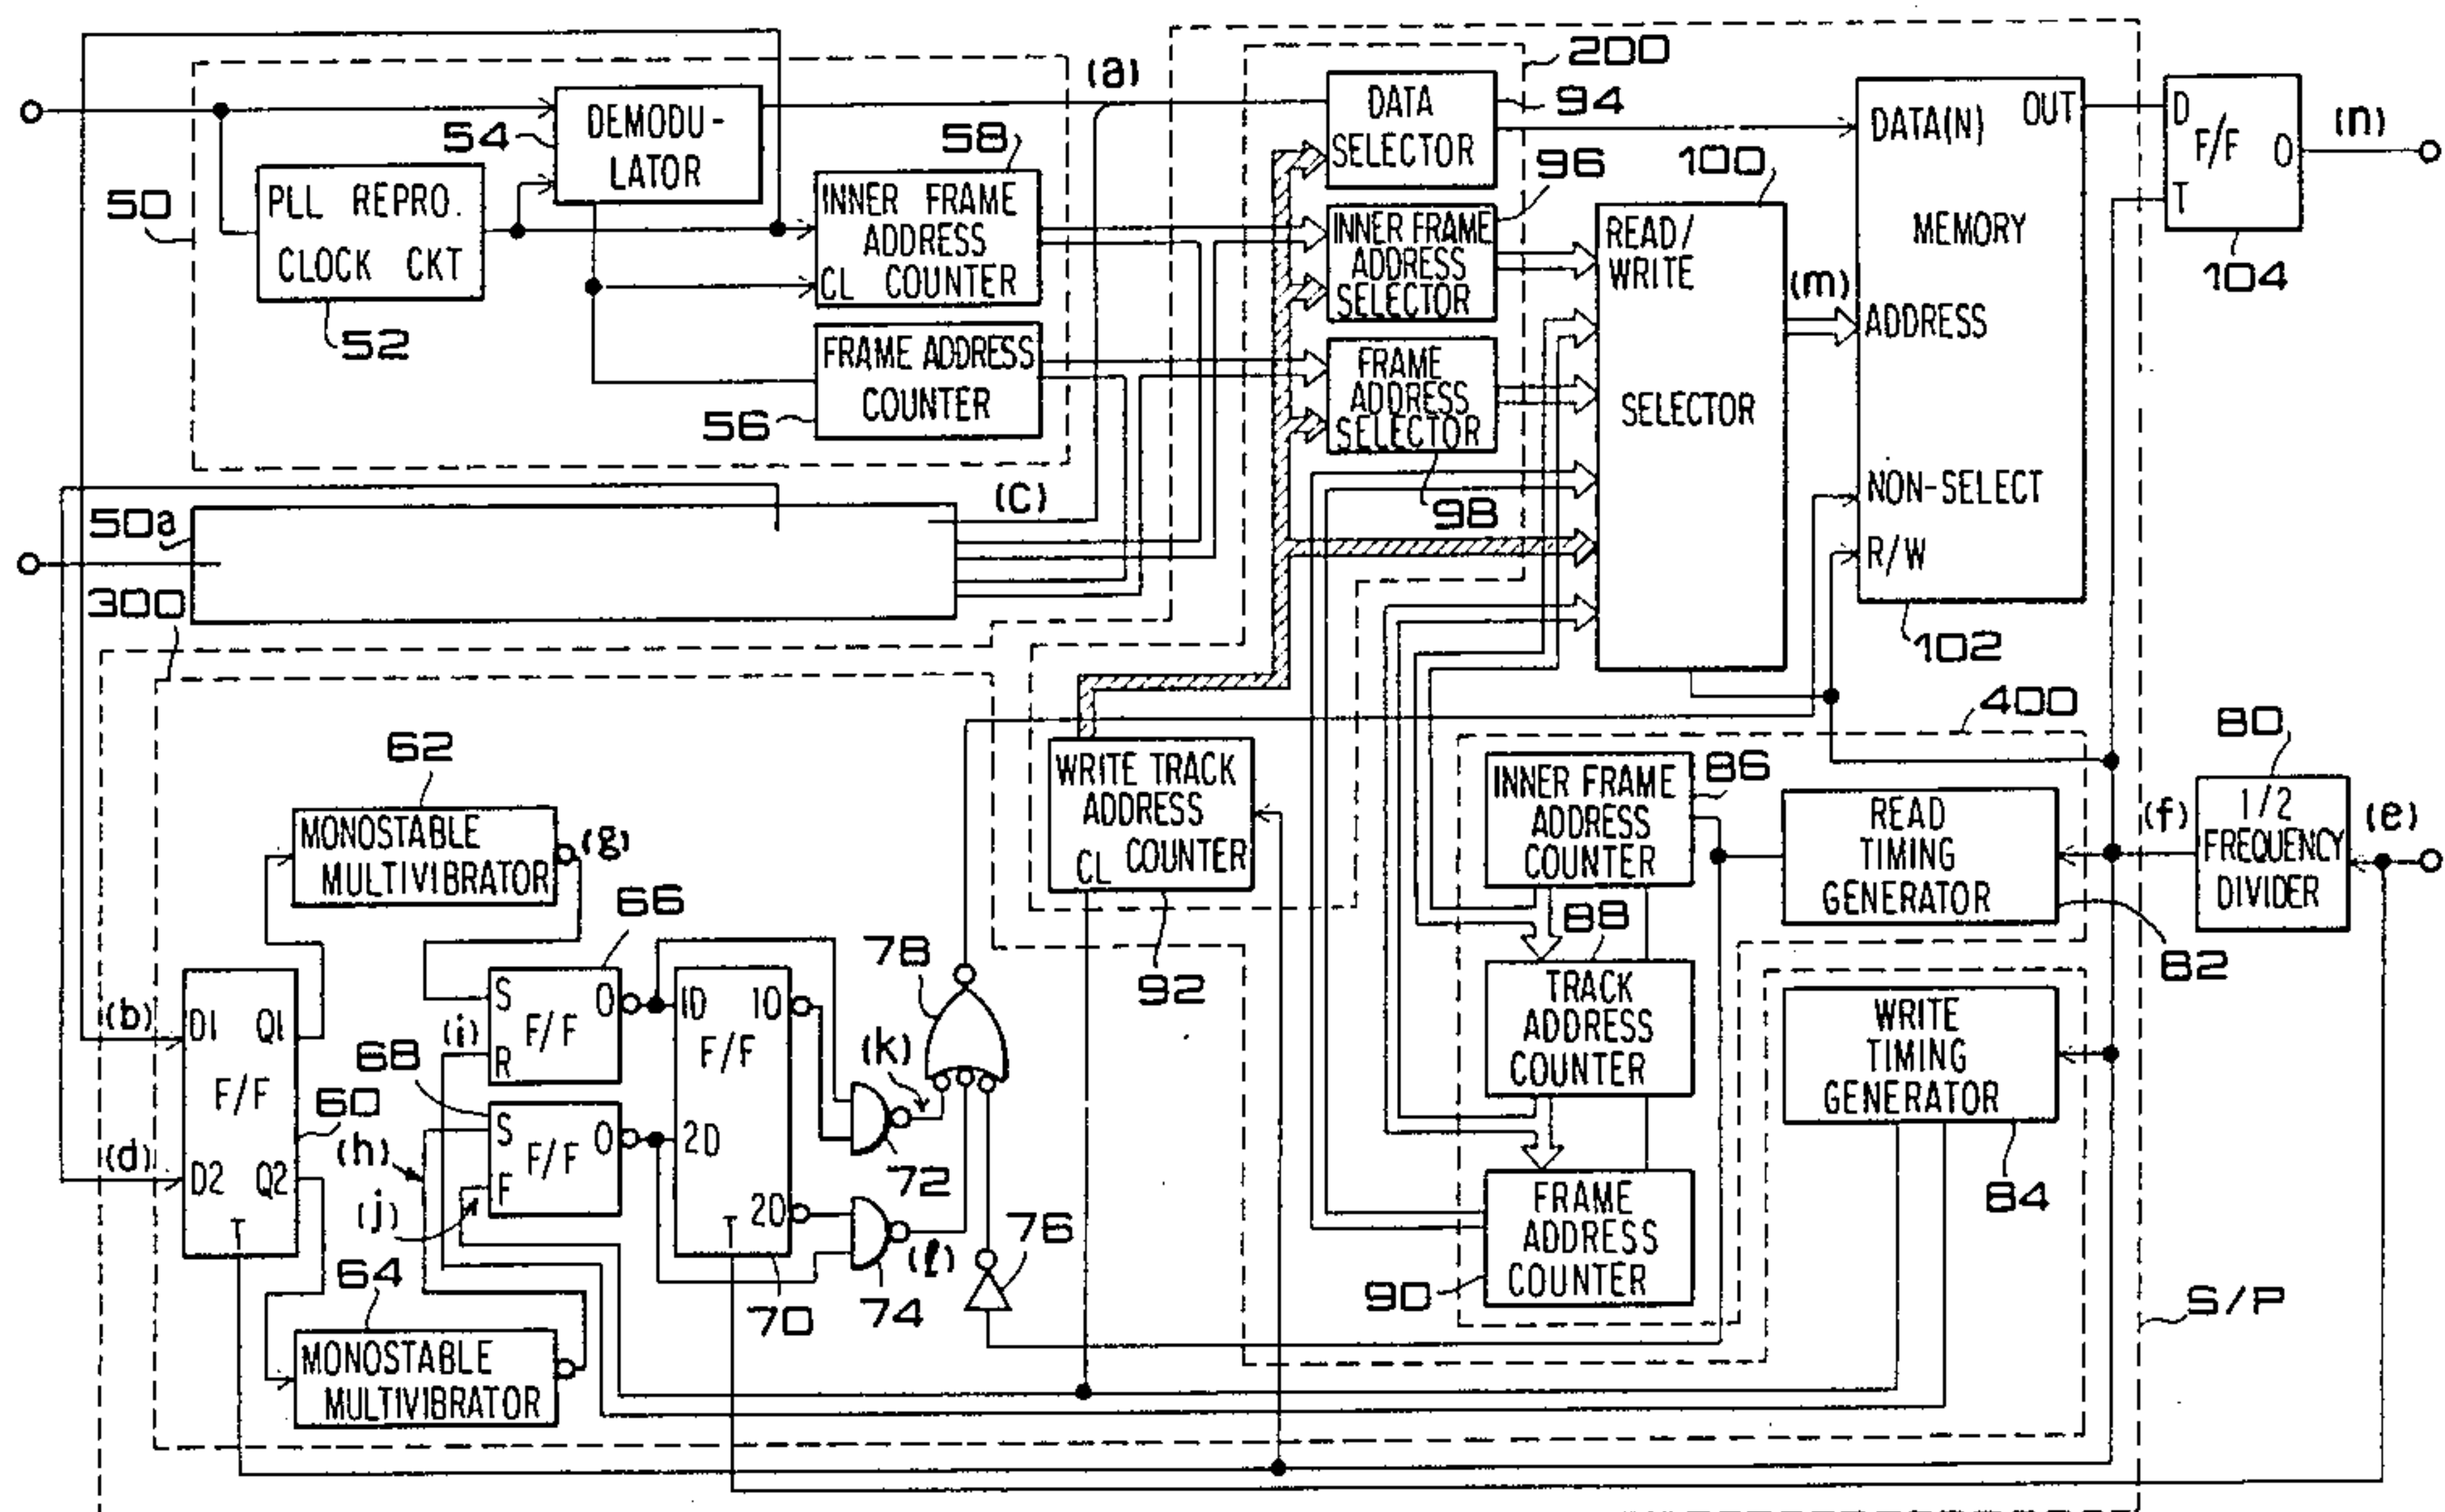 200
(a)
DEMODU-
LATOR
54
58
DATA
SELECTOR
94
DATA(N)
OUT
MEMORY
ADDRESS
NON-SELECT
R/W
102
D
F/F
O
T
(n)
104
50
PLL REPRO.
CLOCK CKT
52
INNER FRAME
ADDRESS
CL COUNTER
FRAME ADDRESS
COUNTER
56
INNER FRAME
ADDRESS
SELECTOR
96
FRAME
ADDRESS
SELECTOR
98
100
READ/
WRITE
SELECTOR
(m)
50a
(c)
300
62
MONOSTABLE
MULTIVIBRATOR
(g)
WRITE TRACK
ADDRESS
CL COUNTER
92
400
INNER FRAME
ADDRESS
COUNTER
86
READ
TIMING
GENERATOR
82
80
1/2
FREQUENCY
DIVIDER
(f)
(e)
(b)
(d)
D1 Q1
F/F
D2 Q2
T
60
66
S O
F/F
R
(i)
68
S O
F/F
F
(h)
(j)
1D 1O
F/F
2D
2O
T
70
72
(k)
74
(ℓ)
76
78
88
TRACK
ADDRESS
COUNTER
WRITE
TIMING
GENERATOR
84
FRAME
ADDRESS
COUNTER
90
64
MONOSTABLE
MULTIVIBRATOR
S/P